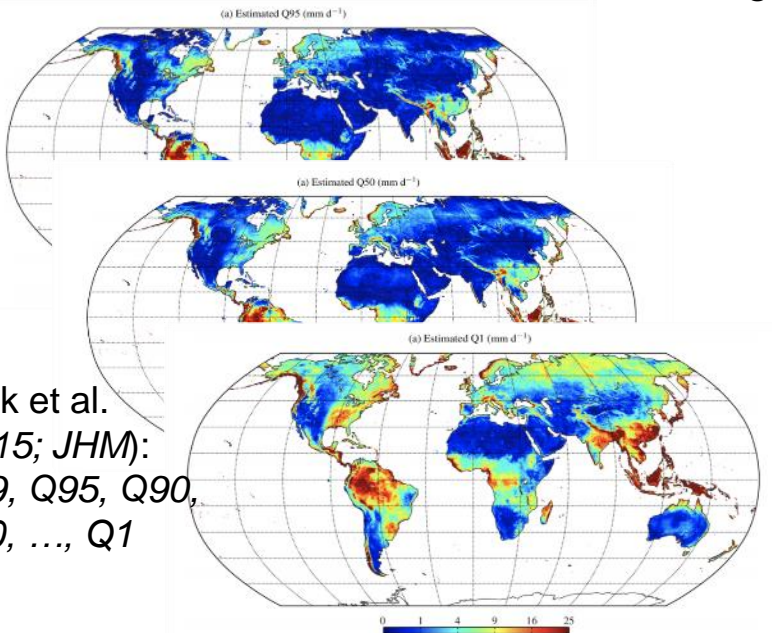 (a) Estimated Q95 (mm d⁻¹)
(a) Estimated Q50 (mm d⁻¹)
(a) Estimated Q1 (mm d⁻¹)
k et al.
15; JHM):
9, Q95, Q90,
0, …, Q1
0 1 4 9 16 25